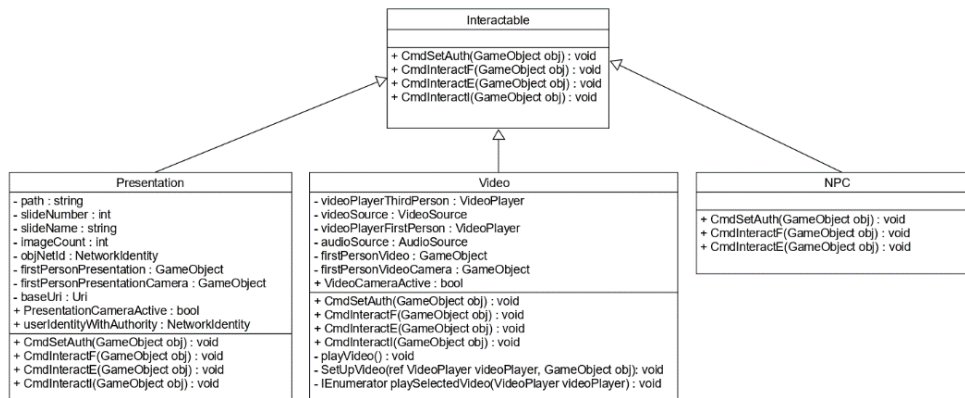 Interactable
+ CmdSetAuth(GameObject obj) : void
+ CmdInteractF(GameObject obj) : void
+ CmdInteractE(GameObject obj) : void
+ CmdInteractI(GameObject obj) : void
Presentation
- path : string
- slideNumber : int
- slideName : string
- imageCount : int
- objNetId : NetworkIdentity
- firstPersonPresentation : GameObject
- firstPersonPresentationCamera : GameObject
- baseUri : Uri
+ PresentationCameraActive : bool
+ userIdentityWithAuthority : NetworkIdentity
+ CmdSetAuth(GameObject obj) : void
+ CmdInteractF(GameObject obj) : void
+ CmdInteractE(GameObject obj) : void
+ CmdInteractI(GameObject obj) : void
Video
- videoPlayerThirdPerson : VideoPlayer
- videoSource : VideoSource
- videoPlayerFirstPerson : VideoPlayer
- audioSource : AudioSource
- firstPersonVideo : GameObject
- firstPersonVideoCamera : GameObject
+ VideoCameraActive : bool
+ CmdSetAuth(GameObject obj) : void
+ CmdInteractF(GameObject obj) : void
+ CmdInteractE(GameObject obj) : void
+ CmdInteractI(GameObject obj) : void
- playVideo() : void
- SetUpVideo(ref VideoPlayer videoPlayer, GameObject obj): void
- IEnumerator playSelectedVideo(VideoPlayer videoPlayer) : void
NPC
+ CmdSetAuth(GameObject obj) : void
+ CmdInteractF(GameObject obj) : void
+ CmdInteractE(GameObject obj) : void